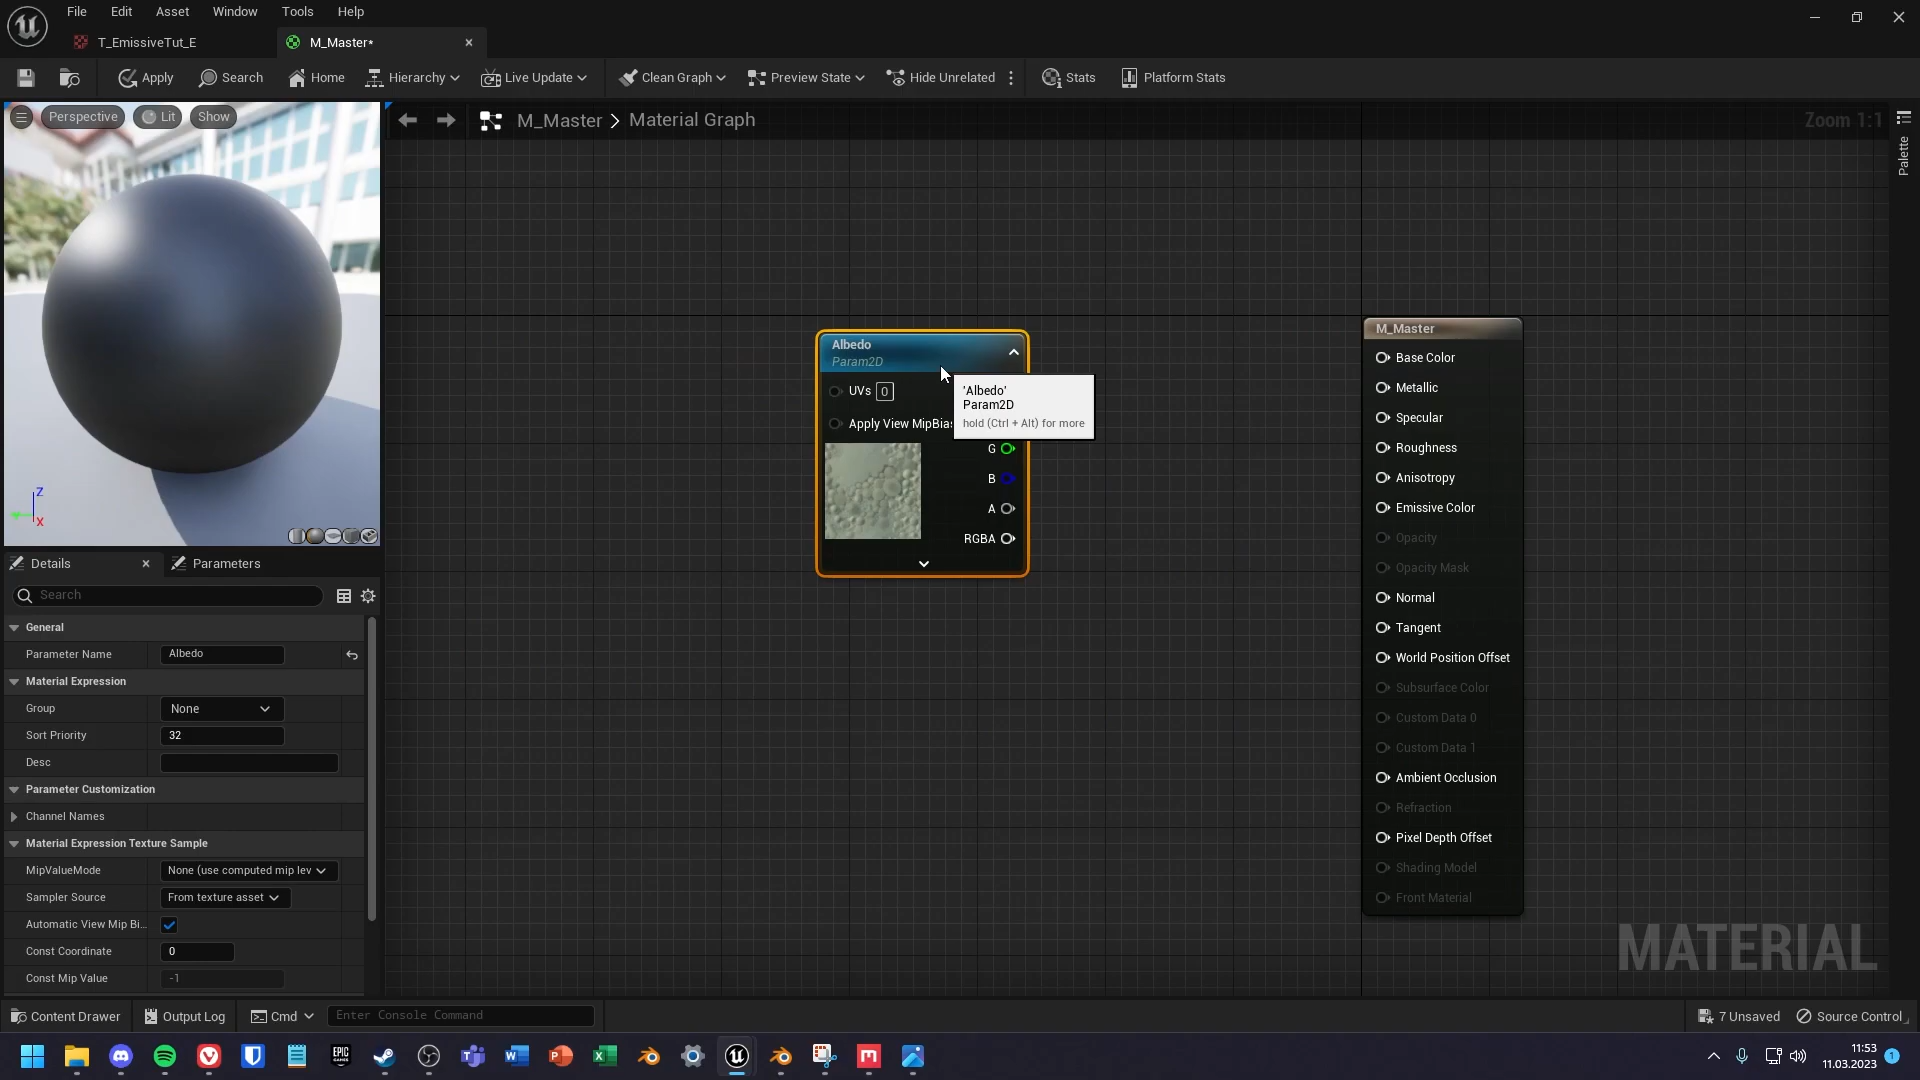 File Edit Asset Window Tools Help
T_EmissiveTut_E
M_Master*
Apply Search Home Hierarchy Live Update Clean Graph Preview State Hide Unrelated Stats Platform Stats
Perspective Lit Show
M_Master > Material Graph
Zoom 1:1
Palette
Z
X
Albedo
Param2D
UVs 0
Apply View MipBias
G
B
A
RGBA
'Albedo'
Param2D
hold (Ctrl + Alt) for more
M_Master
Base Color
Metallic
Specular
Roughness
Anisotropy
Emissive Color
Opacity
Opacity Mask
Normal
Tangent
World Position Offset
Subsurface Color
Custom Data 0
Custom Data 1
Ambient Occlusion
Refraction
Pixel Depth Offset
Shading Model
Front Material
MATERIAL
Details
Parameters
Search
General
Parameter Name Albedo
Material Expression
Group None
Sort Priority 32
Desc
Parameter Customization
Channel Names
Material Expression Texture Sample
MipValueMode None (use computed mip lev
Sampler Source From texture asset
Automatic View Mip Bi...
Const Coordinate 0
Const Mip Value -1
Content Drawer Output Log Cmd Enter Console Command
7 Unsaved Source Control
EPIC GAMES
11:53
11.03.2023
1